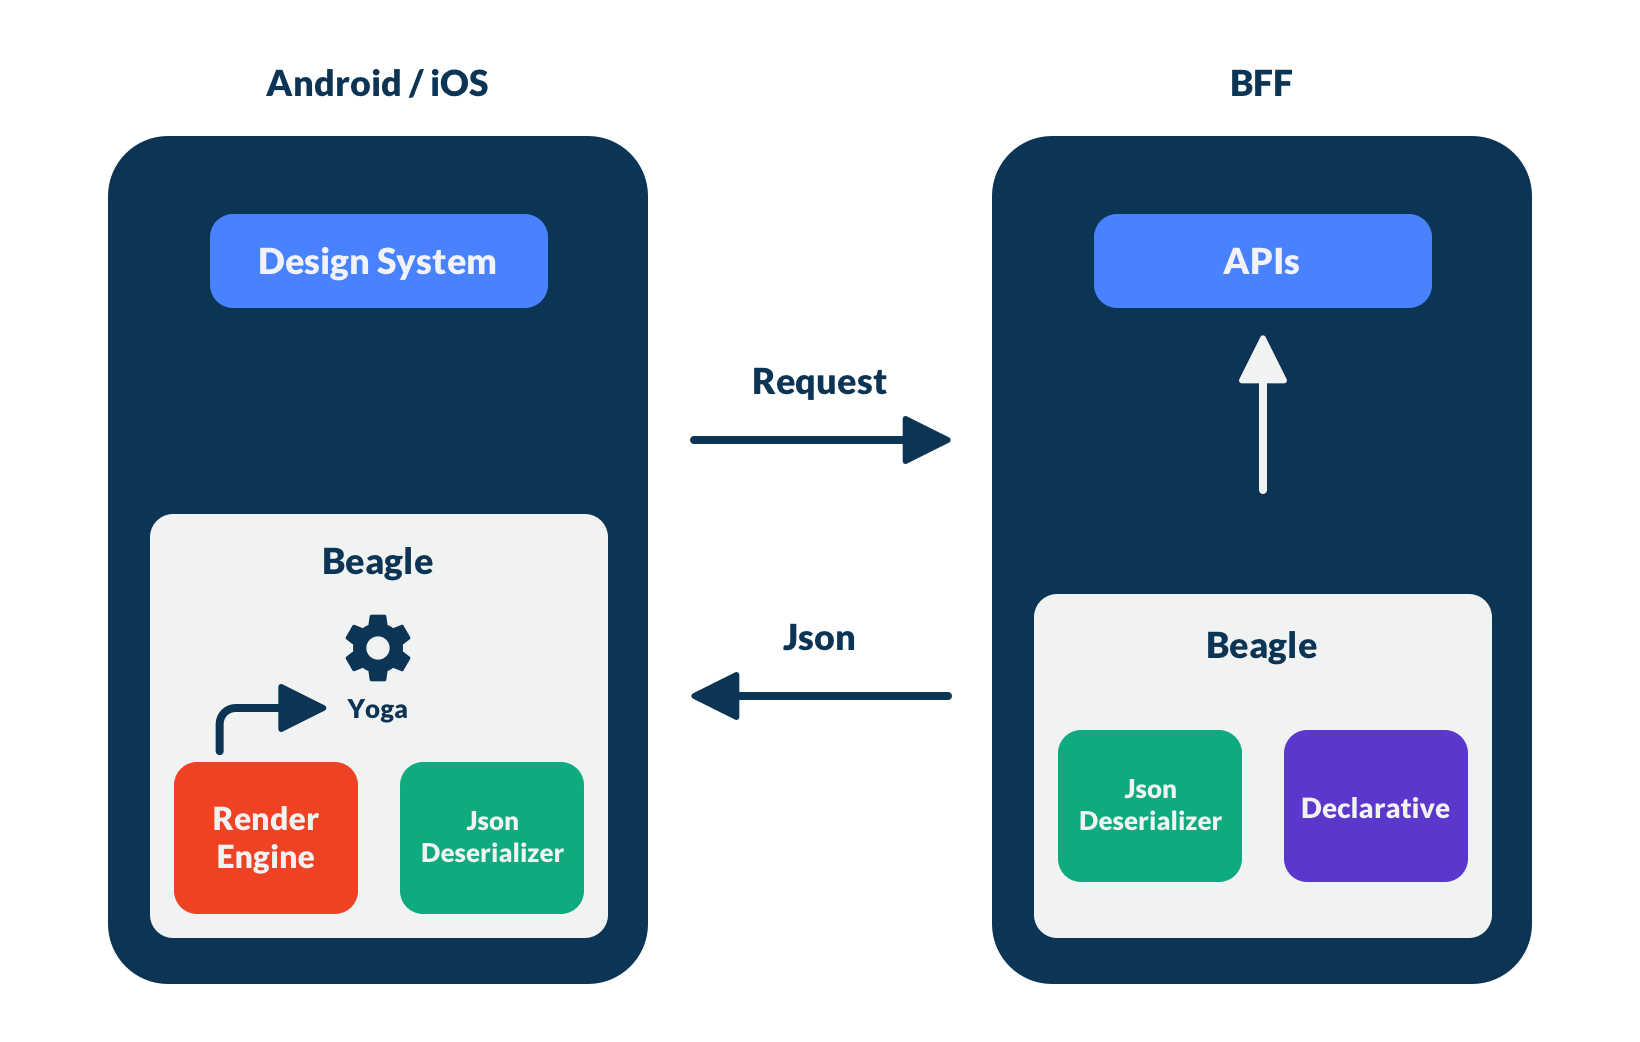 Android / iOS
Design System
Beagle
Yoga
Render
Engine
Json
Deserializer
Request
Json
BFF
APIs
Beagle
Json
Deserializer
Declarative